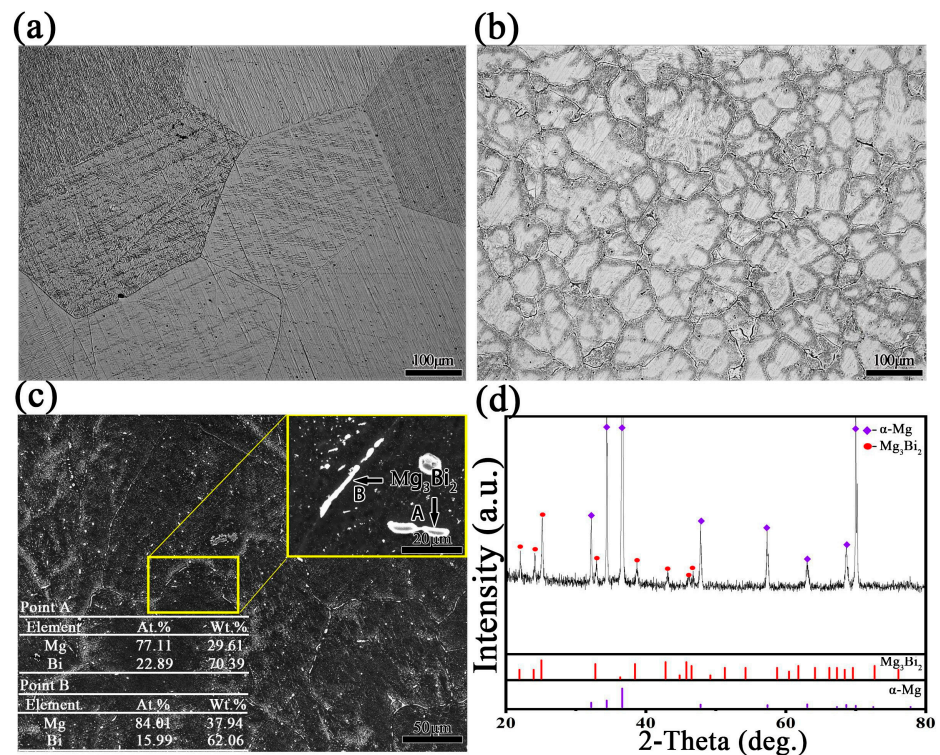 (a)
(b)
100μm
100μm
(c)
(d)
Mg₃Bi₂
B
A
20μm
Point A
Element At.% Wt.%
Mg 77.11 29.61
Bi 22.89 70.39
Point B
Element At.% Wt.%
Mg 84.01 37.94
Bi 15.99 62.06
50μm
Intensity (a.u.)
-α-Mg
-Mg₃Bi₂
Mg₃Bi₂
α-Mg
20 40 60 80
2-Theta (deg.)